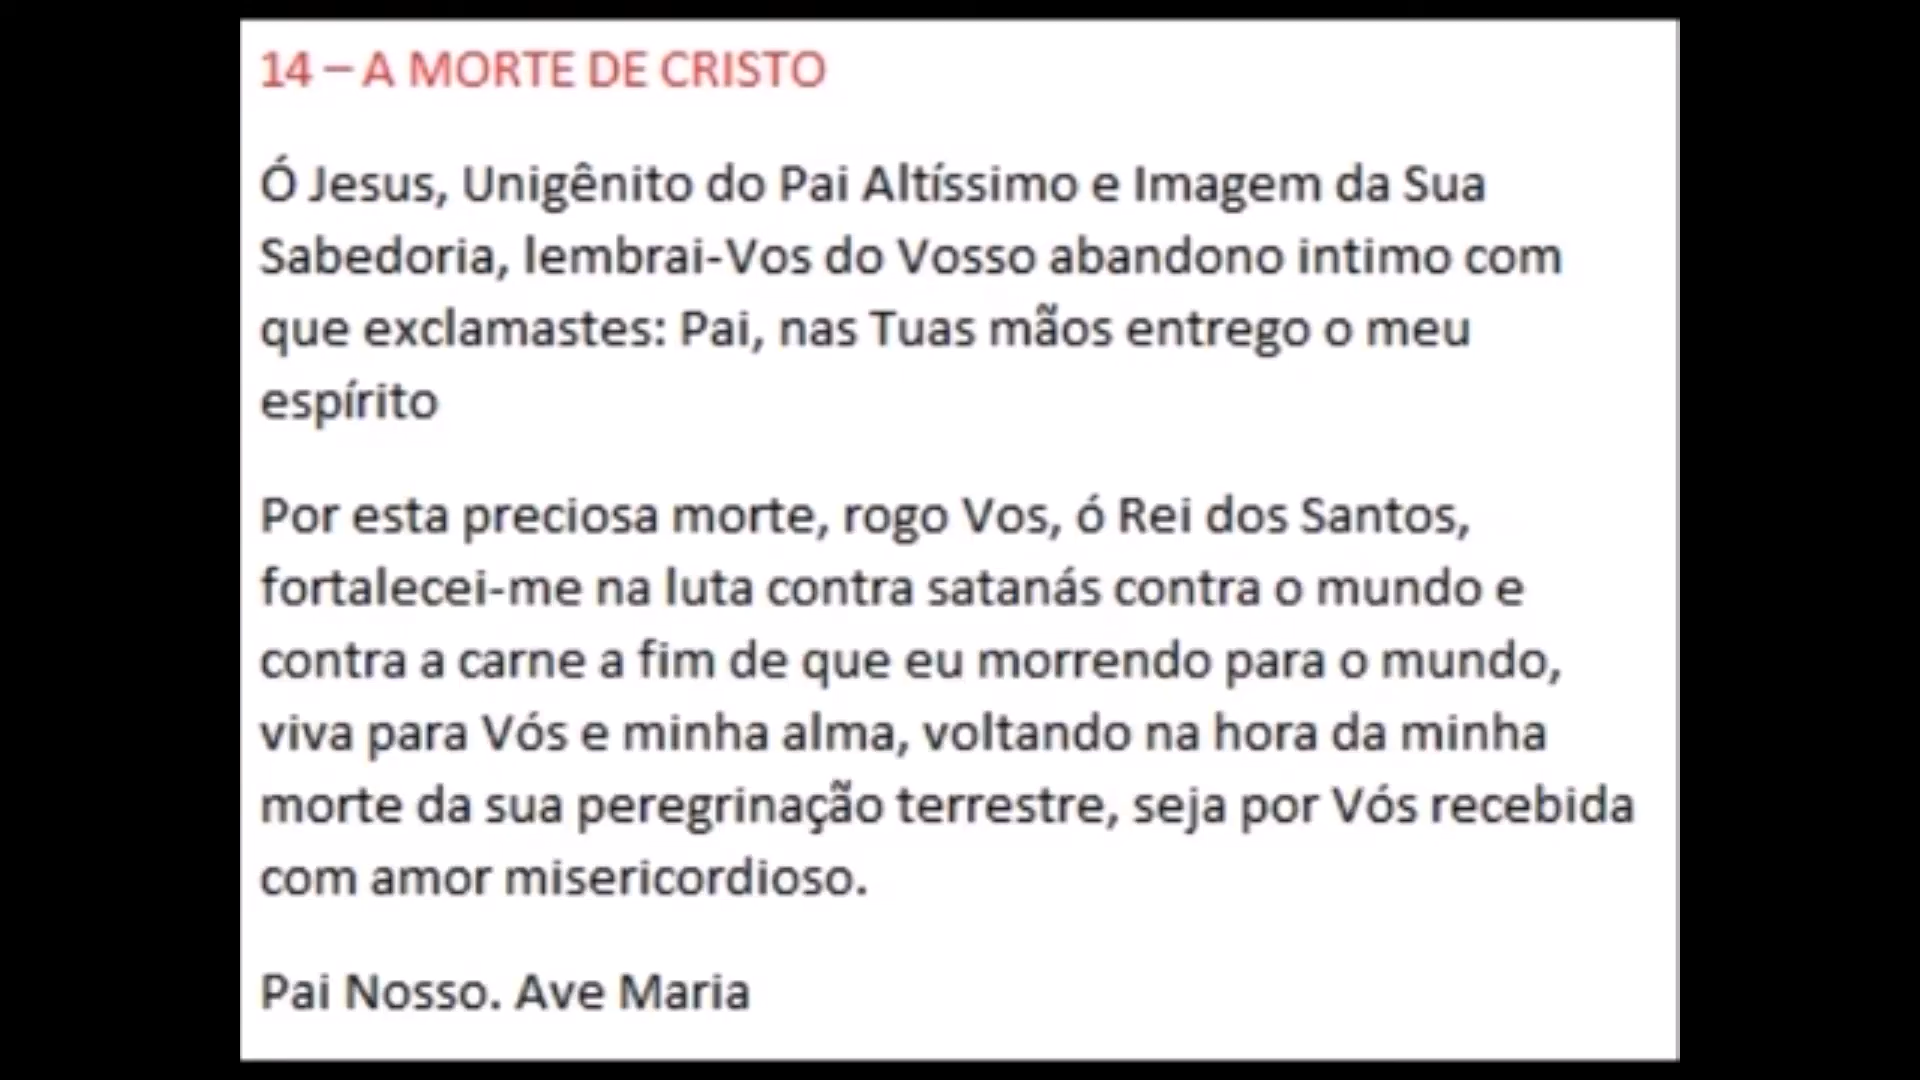 14 – A MORTE DE CRISTO
Ó Jesus, Unigênito do Pai Altíssimo e Imagem da Sua
Sabedoria, lembrai-Vos do Vosso abandono intimo com
que exclamastes: Pai, nas Tuas mãos entrego o meu
espírito
Por esta preciosa morte, rogo Vos, ó Rei dos Santos,
fortalecei-me na luta contra satanás contra o mundo e
contra a carne a fim de que eu morrendo para o mundo,
viva para Vós e minha alma, voltando na hora da minha
morte da sua peregrinação terrestre, seja por Vós recebida
com amor misericordioso.
Pai Nosso. Ave Maria